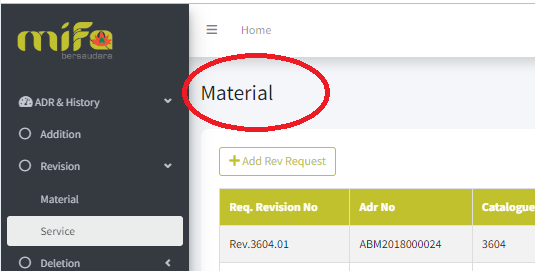 mifa
bersaudara
Home
ADR & History
Addition
Revision
Material
Service
Deletion
Material
+ Add Rev Request
Req. Revision No Adr No Catalogue
Rev.3604.01 ABM2018000024 3604